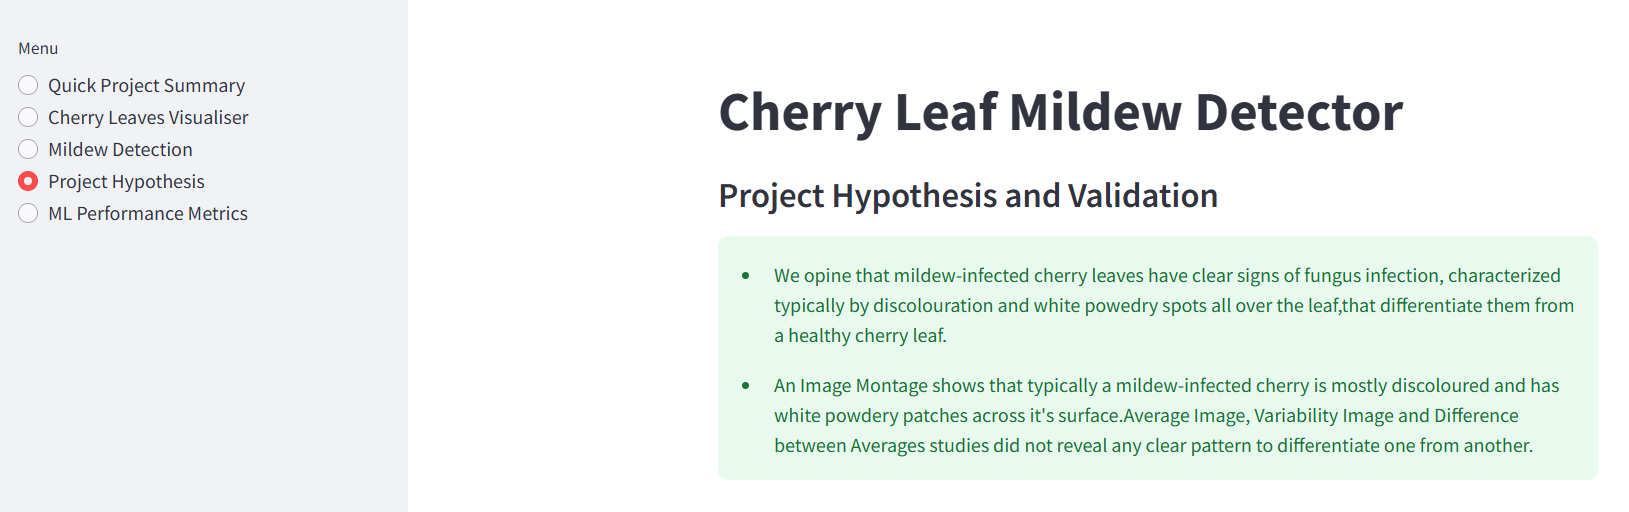 Menu
Quick Project Summary
Cherry Leaves Visualiser
Mildew Detection
Project Hypothesis
ML Performance Metrics
Cherry Leaf Mildew Detector
Project Hypothesis and Validation
We opine that mildew-infected cherry leaves have clear signs of fungus infection, characterized
typically by discolouration and white powedry spots all over the leaf,that differentiate them from
a healthy cherry leaf.
An Image Montage shows that typically a mildew-infected cherry is mostly discoloured and has
white powdery patches across it's surface.Average Image, Variability Image and Difference
between Averages studies did not reveal any clear pattern to differentiate one from another.